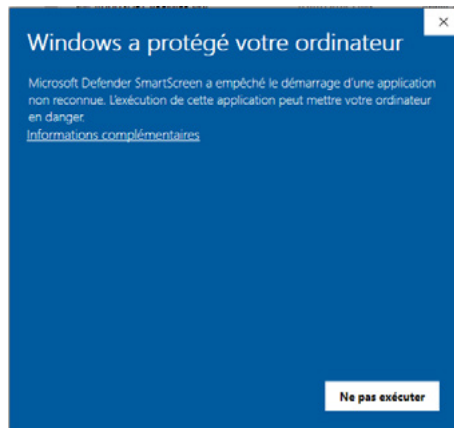 Windows a protégé votre ordinateur
Microsoft Defender SmartScreen a empêché le démarrage d'une application
non reconnue. L'exécution de cette application peut mettre votre ordinateur
en danger.
Informations complémentaires
Ne pas exécuter